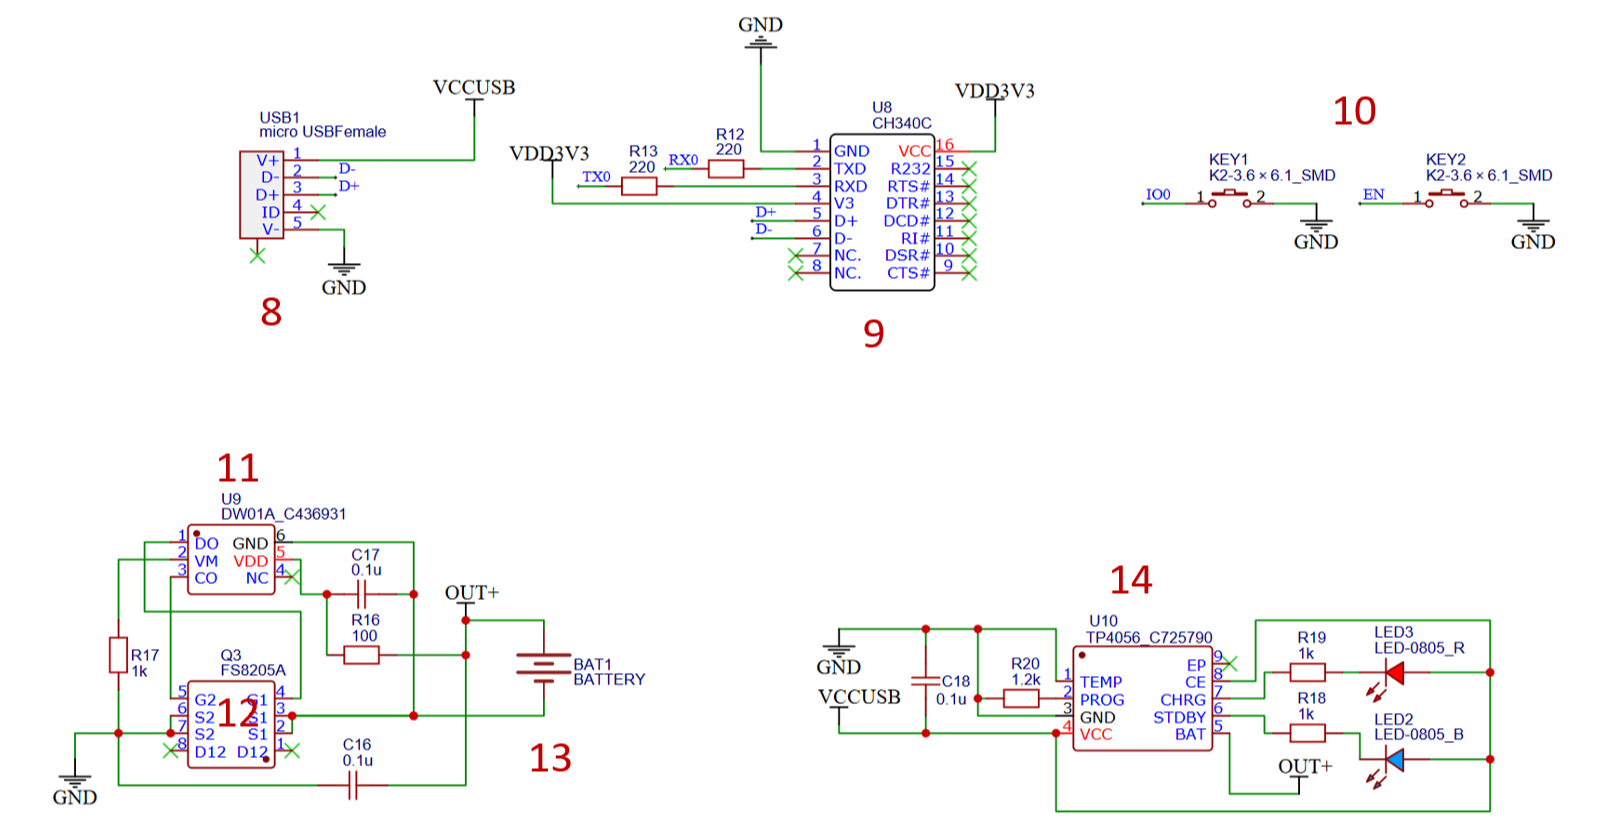 GND
VCCUSB
USB1
micro USBFemale
V+ 1
D- 2 D-
D+ 3 D+
ID 4
V- 5
GND
8
VDD3V3
U8
CH340C
VDD3V3
R12
220
R13
220
RX0
TX0
1 GND VCC 16
2 TXD R232 15
3 RXD RTS# 14
4 V3 DTR# 13
D+ 5 D+ DCD# 12
D- 6 D- RI# 11
7 NC. DSR# 10
8 NC. CTS# 9
9
10
KEY1
K2-3.6×6.1_SMD
IO0 1 2
GND
KEY2
K2-3.6×6.1_SMD
EN 1 2
GND
11
U9
DW01A_C436931
1 DO GND 6
2 VM VDD 5
3 CO NC 4
C17
0.1u
R16
100
OUT+
R17
1k
Q3
FS8205A
5 G2 G1 4
6 S2 S1 3
7 S2 S1 2
8 D12 D12 1
12
BAT1
BATTERY
13
C16
0.1u
GND
14
U10
TP4056_C725790
GND
VCCUSB
C18
0.1u
R20
1.2k
EP 9
1 TEMP CE 8
2 PROG CHRG 7
3 GND STDBY 6
4 VCC BAT 5
R19
1k
LED3
LED-0805_R
R18
1k
LED2
LED-0805_B
OUT+